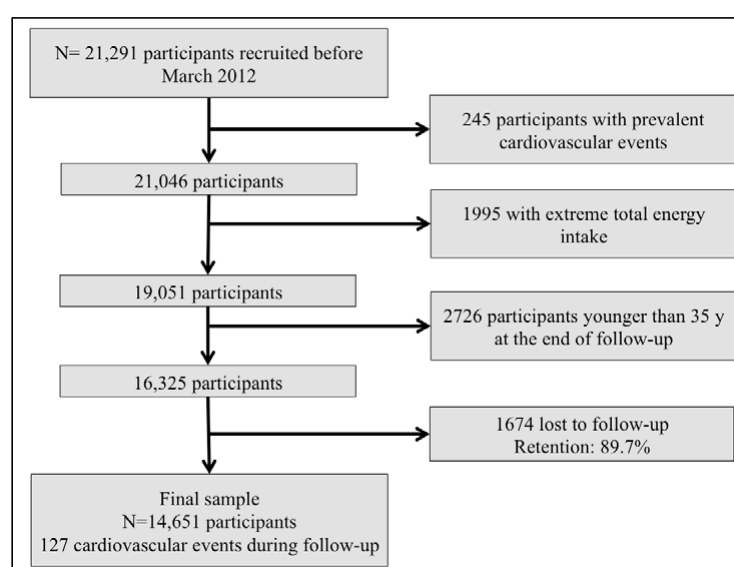 N= 21,291 participants recruited before
March 2012
245 participants with prevalent
cardiovascular events
21,046 participants
1995 with extreme total energy
intake
19,051 participants
2726 participants younger than 35 y
at the end of follow-up
16,325 participants
1674 lost to follow-up
Retention: 89.7%
Final sample
N=14,651 participants
127 cardiovascular events during follow-up